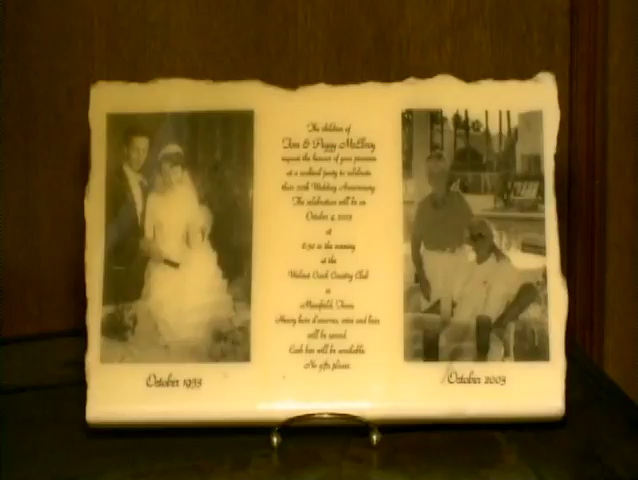 The children of
Tom & Peggy McElroy
request the honour of your presence
at a cocktail party to celebrate
their 50th Wedding Anniversary
The celebration will be on
October 4, 2003
at
6:30 in the evening
at the
Walnut Creek Country Club
in
Mansfield, Texas
Heavy hors d'oeuvres, wine and beer
will be served
Cash bar will be available
No gifts please
October 1953
October 2003